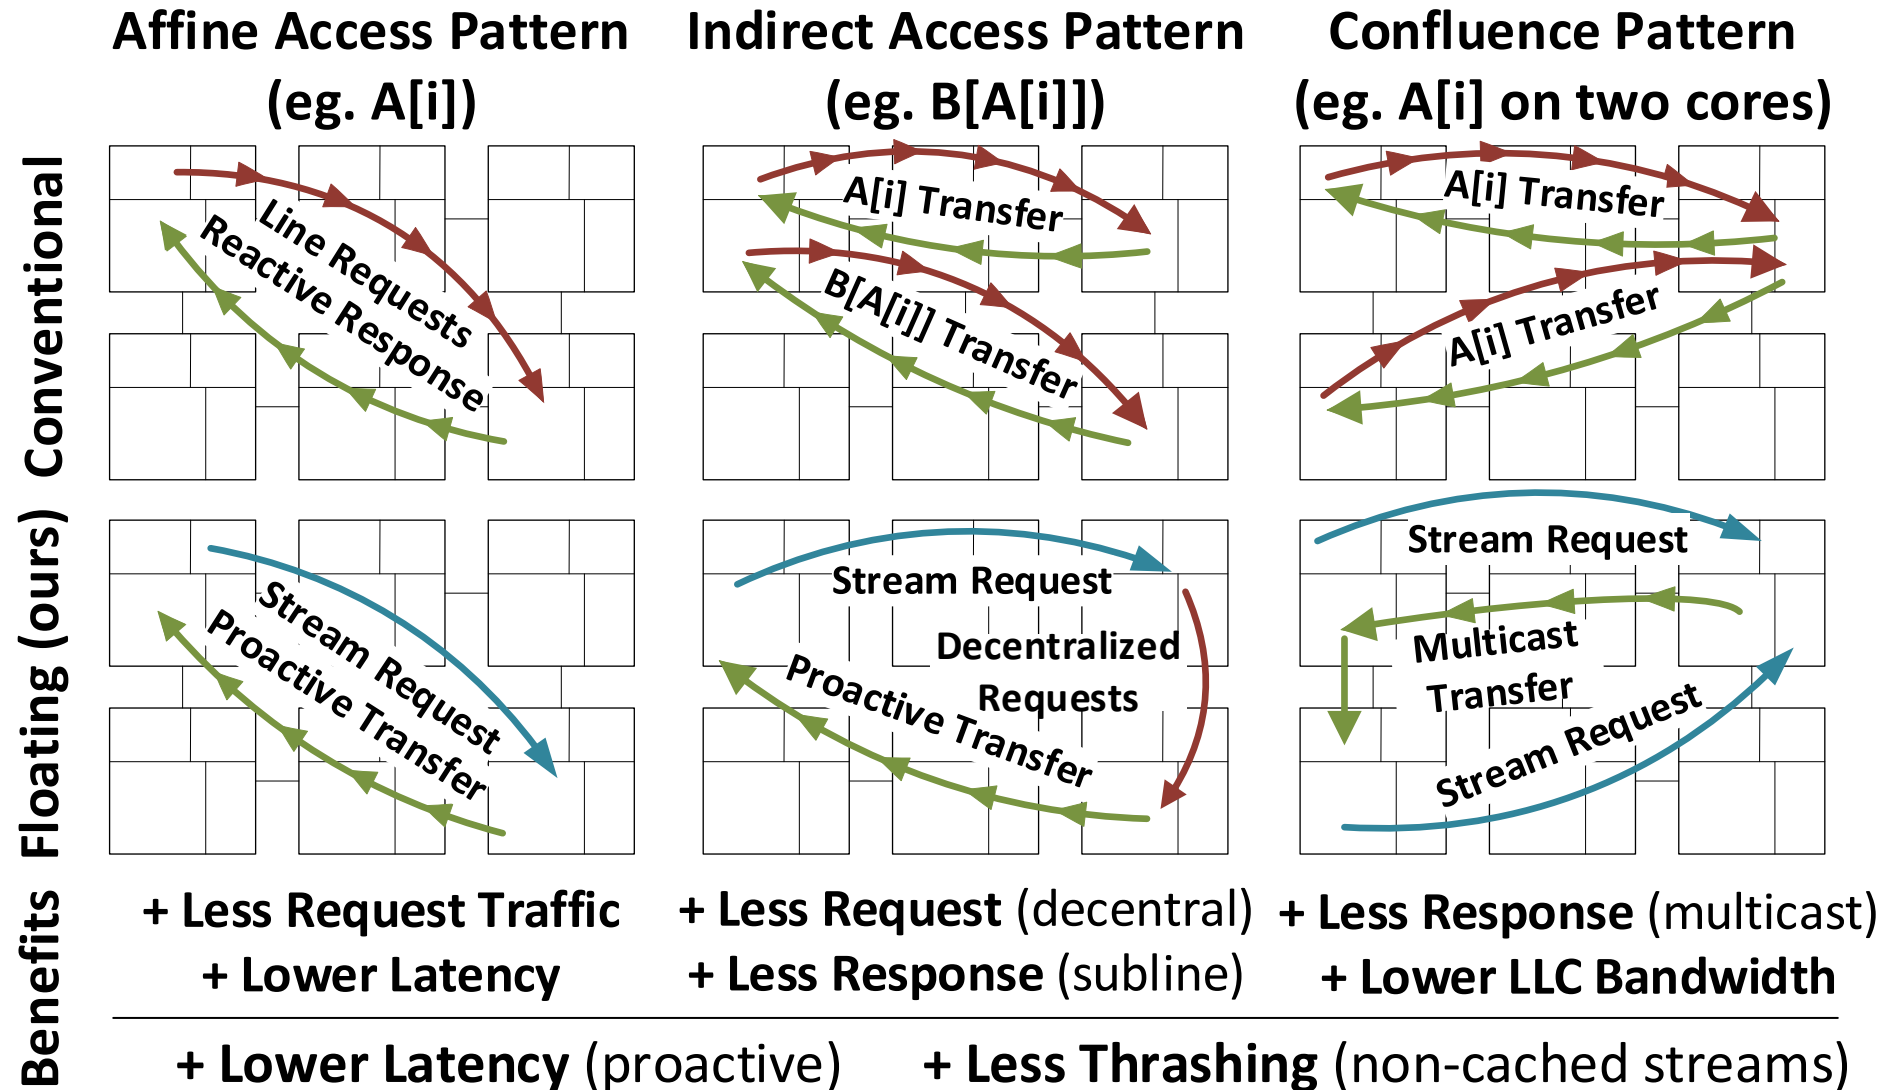 Affine Access Pattern
(eg. A[i])
Indirect Access Pattern
(eg. B[A[i]])
Confluence Pattern
(eg. A[i] on two cores)
Conventional
Line Requests
Reactive Response
A[i] Transfer
B[A[i]] Transfer
A[i] Transfer
A[i] Transfer
Floating (ours)
Stream Request
Proactive Transfer
Stream Request
Decentralized
Requests
Proactive Transfer
Stream Request
Multicast
Transfer
Stream Request
Benefits
+ Less Request Traffic
+ Lower Latency
+ Less Request (decentral)
+ Less Response (subline)
+ Less Response (multicast)
+ Lower LLC Bandwidth
+ Lower Latency (proactive)
+ Less Thrashing (non-cached streams)